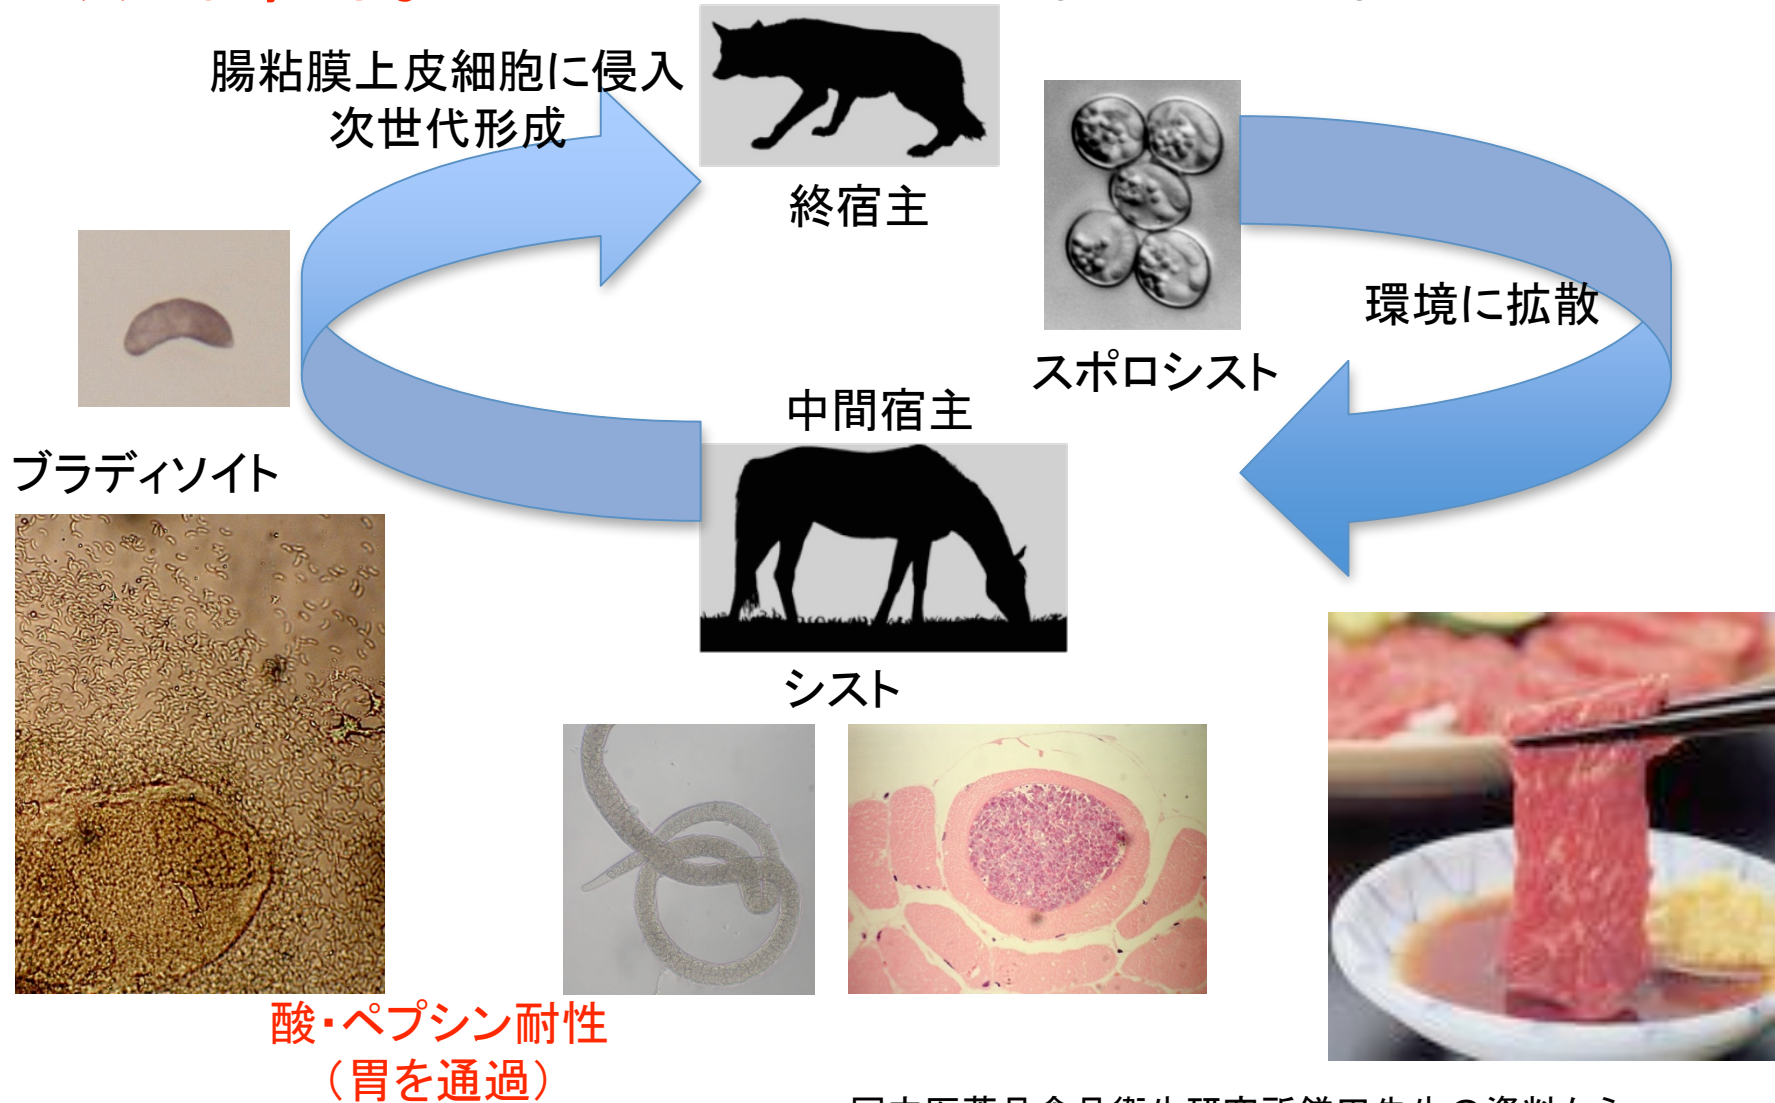 腸粘膜上皮細胞に侵入
次世代形成
終宿主
環境に拡散
スポロシスト
中間宿主
ブラディソイト
シスト
酸・ペプシン耐性
（胃を通過）